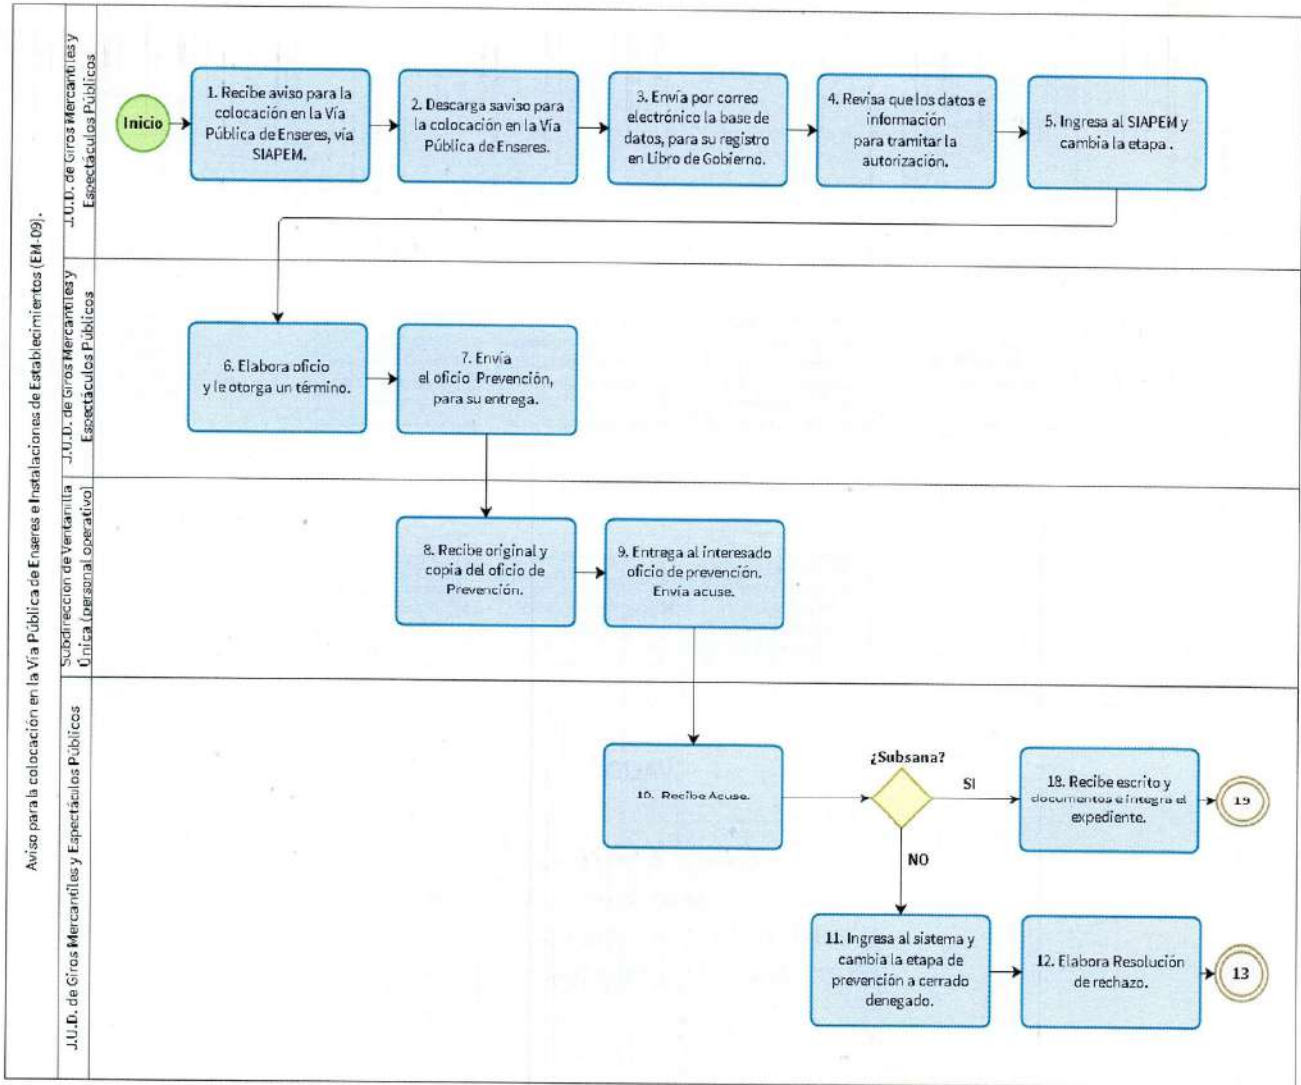 Aviso para la colocación en la Vía Pública de Enseres e Instalaciones de Establecimientos (EM-09).
J.U.D. de Giros Mercantiles y
Espectáculos Públicos
Inicio
1. Recibe aviso para la
colocación en la Vía
Pública de Enseres, vía
SIAPEM.
2. Descarga saviso para
la colocación en la Vía
Pública de Enseres.
3. Envía por correo
electrónico la base de
datos, para su registro
en Libro de Gobierno.
4. Revisa que los datos e
información
para tramitar la
autorización.
5. Ingresa al SIAPEM y
cambia la etapa .
J.U.D. de Giros Mercantiles y
Espectáculos Públicos
6. Elabora oficio
y le otorga un término.
7. Envía
el oficio Prevención,
para su entrega.
Subdirección de Ventanilla
Única (personal operativo)
8. Recibe original y
copia del oficio de
Prevención.
9. Entrega al interesado
oficio de prevención.
Envía acuse.
J.U.D. de Giros Mercantiles y Espectáculos Públicos
10. Recibe Acuse.
¿Subsana?
SI
18. Recibe escrito y
documentos e integra el
expediente.
19
NO
11. Ingresa al sistema y
cambia la etapa de
prevención a cerrado
denegado.
12. Elabora Resolución
de rechazo.
13